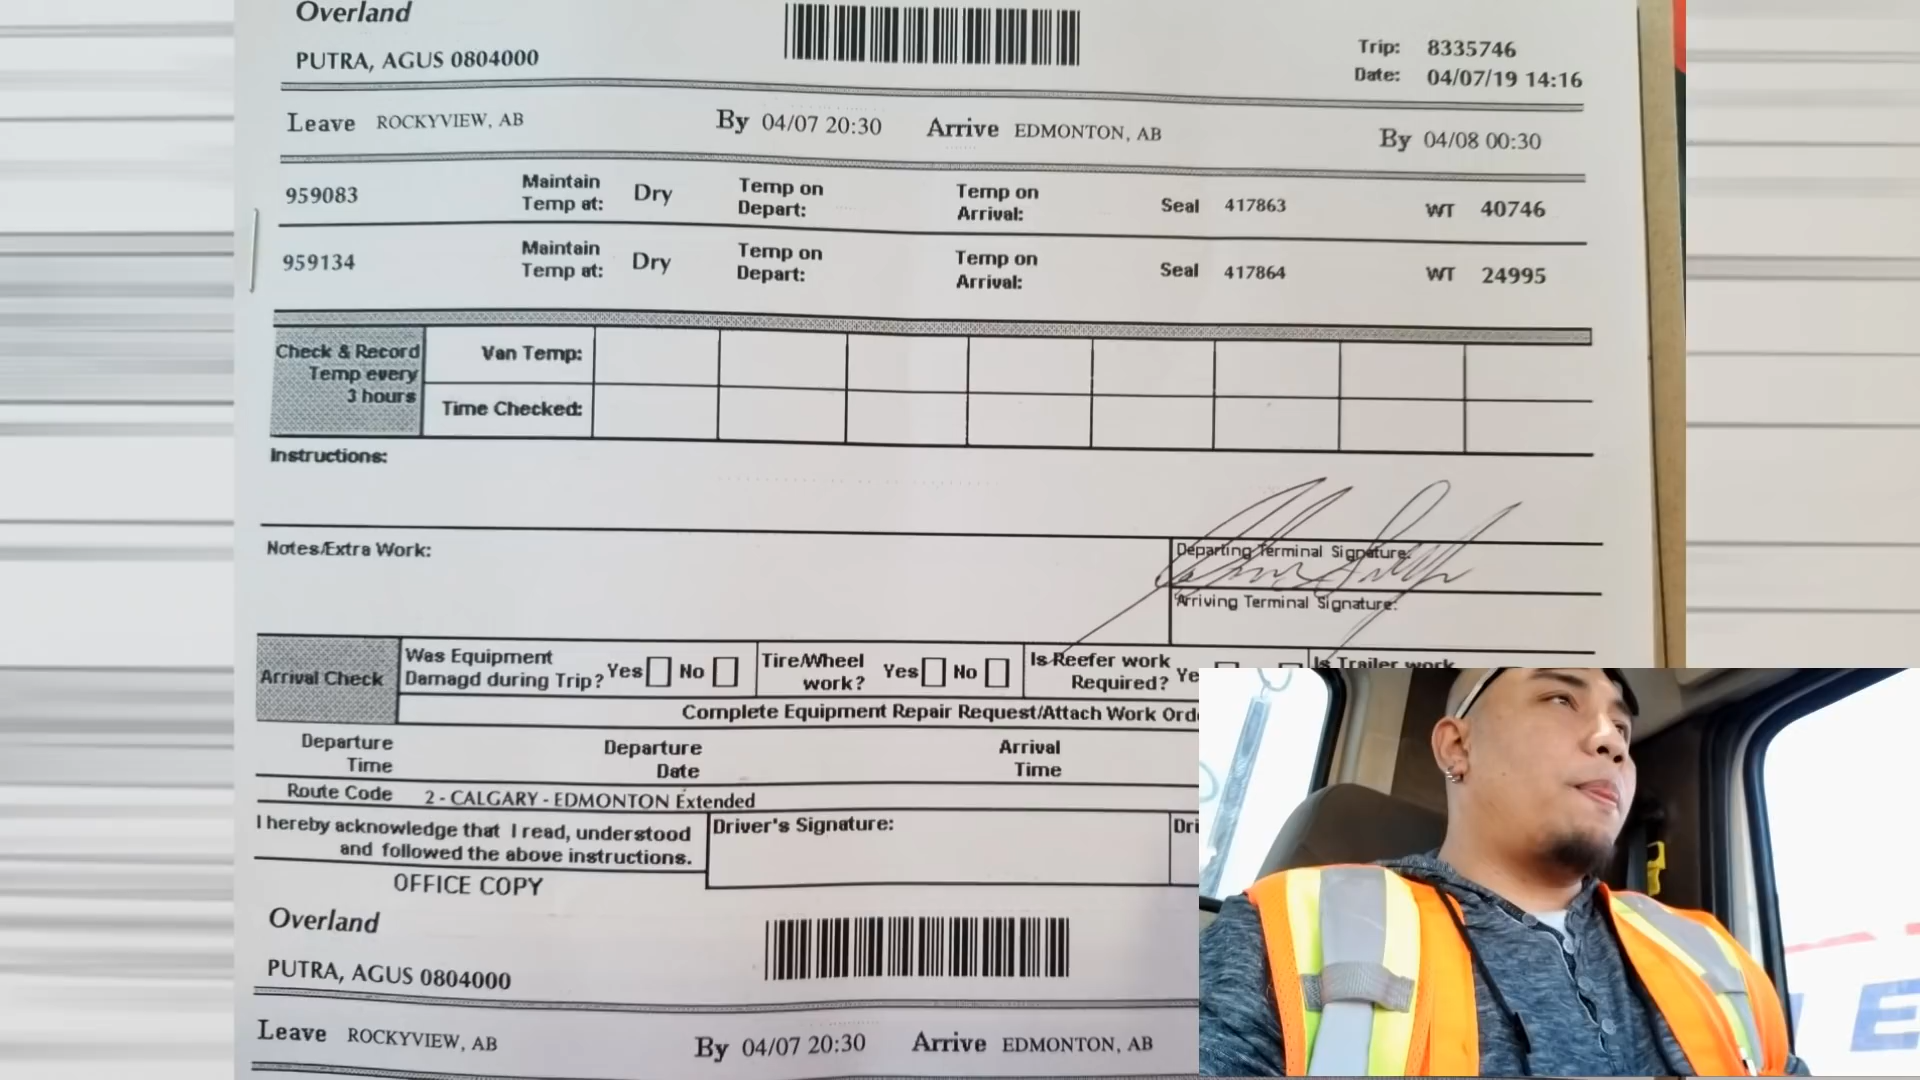 Overland
PUTRA, AGUS 0804000
Trip: 8335746
Date: 04/07/19 14:16
Leave ROCKYVIEW, AB By 04/07 20:30 Arrive EDMONTON, AB By 04/08 00:30
959083 Maintain Temp at: Dry Temp on Depart: Temp on Arrival: Seal 417863 WT 40746
959134 Maintain Temp at: Dry Temp on Depart: Temp on Arrival: Seal 417864 WT 24995
Check & Record Temp every 3 hours
Van Temp:
Time Checked:
Instructions:
Notes/Extra Work:
Departing Terminal Signature:
Arriving Terminal Signature:
Arrival Check
Was Equipment Damagd during Trip? Yes No
Tire/Wheel work? Yes No
Is Reefer work Required? Ye
Is Trailer work
Complete Equipment Repair Request/Attach Work Ord
Departure Time Departure Date Arrival Time
Route Code 2 - CALGARY - EDMONTON Extended
I hereby acknowledge that I read, understood
and followed the above instructions.
Driver's Signature:
Dri
OFFICE COPY
Overland
PUTRA, AGUS 0804000
Leave ROCKYVIEW, AB By 04/07 20:30 Arrive EDMONTON, AB
E